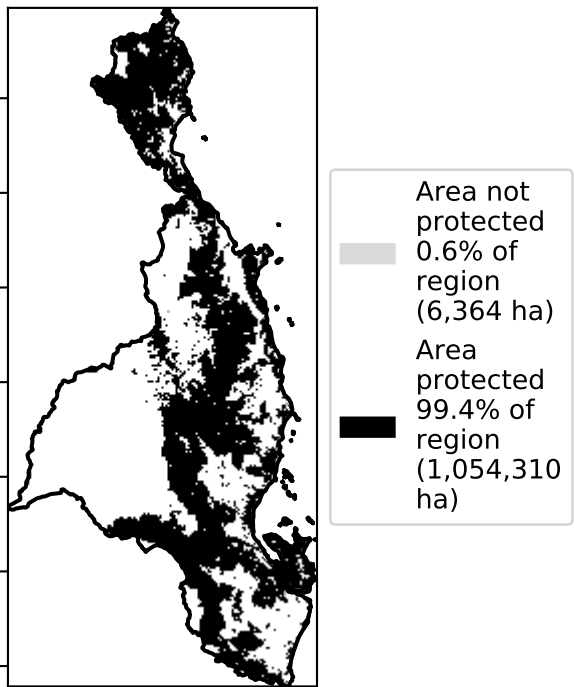 Area not
protected
0.6% of
region
(6,364 ha)
Area
protected
99.4% of
region
(1,054,310
ha)